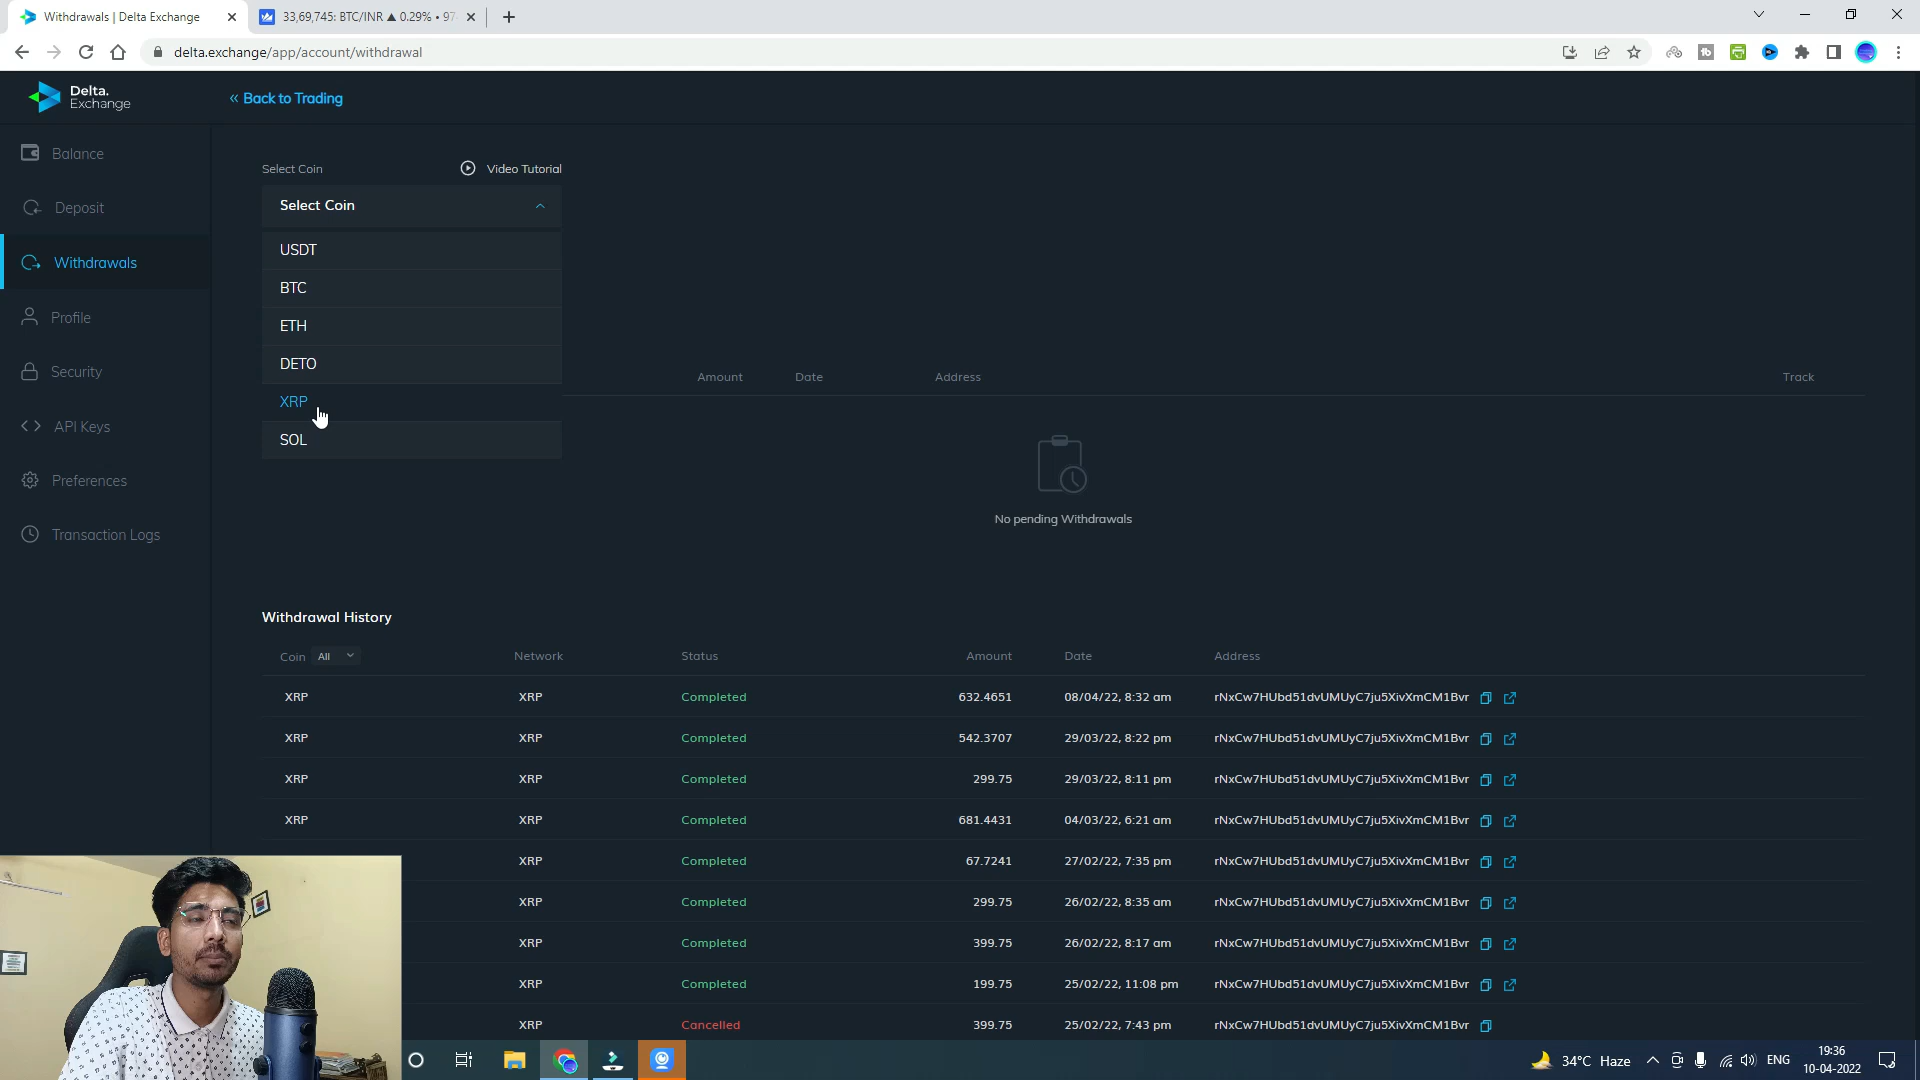 Withdrawals | Delta Exchange
33,69,745: BTC/INR ▲ 0.29% • 97
delta.exchange/app/account/withdrawal
Delta.
Exchange
« Back to Trading
Balance
Deposit
Withdrawals
Profile
Security
API Keys
Preferences
Transaction Logs
Select Coin
Video Tutorial
Select Coin
USDT
BTC
ETH
DETO
XRP
SOL
Amount Date Address Track
No pending Withdrawals
Withdrawal History
Coin All Network Status Amount Date Address
XRP XRP Completed 632.4651 08/04/22, 8:32 am rNxCw7HUbd51dvUMUyC7ju5XivXmCM1Bvr
XRP XRP Completed 542.3707 29/03/22, 8:22 pm rNxCw7HUbd51dvUMUyC7ju5XivXmCM1Bvr
XRP XRP Completed 299.75 29/03/22, 8:11 pm rNxCw7HUbd51dvUMUyC7ju5XivXmCM1Bvr
XRP XRP Completed 681.4431 04/03/22, 6:21 am rNxCw7HUbd51dvUMUyC7ju5XivXmCM1Bvr
XRP Completed 67.7241 27/02/22, 7:35 pm rNxCw7HUbd51dvUMUyC7ju5XivXmCM1Bvr
XRP Completed 299.75 26/02/22, 8:35 am rNxCw7HUbd51dvUMUyC7ju5XivXmCM1Bvr
XRP Completed 399.75 26/02/22, 8:17 am rNxCw7HUbd51dvUMUyC7ju5XivXmCM1Bvr
XRP Completed 199.75 25/02/22, 11:08 pm rNxCw7HUbd51dvUMUyC7ju5XivXmCM1Bvr
XRP Cancelled 399.75 25/02/22, 7:43 pm rNxCw7HUbd51dvUMUyC7ju5XivXmCM1Bvr
34°C Haze ENG
19:36
10-04-2022